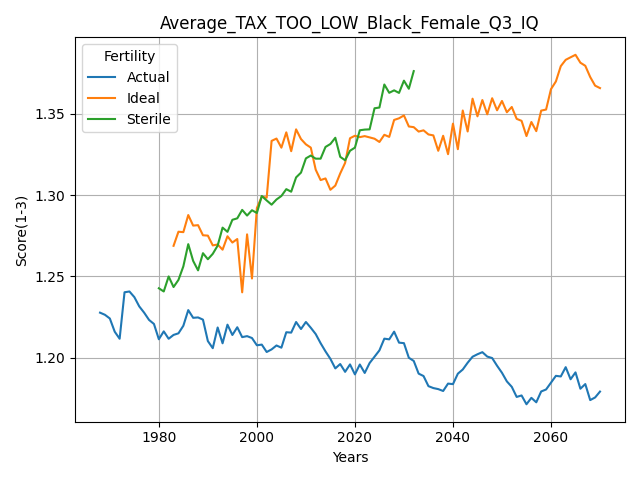 Average_TAX_TOO_LOW_Black_Female_Q3_IQ
Fertility
Actual
Ideal
Sterile
Score(1-3)
1.35
1.30
1.25
1.20
1980 2000 2020 2040 2060
Years